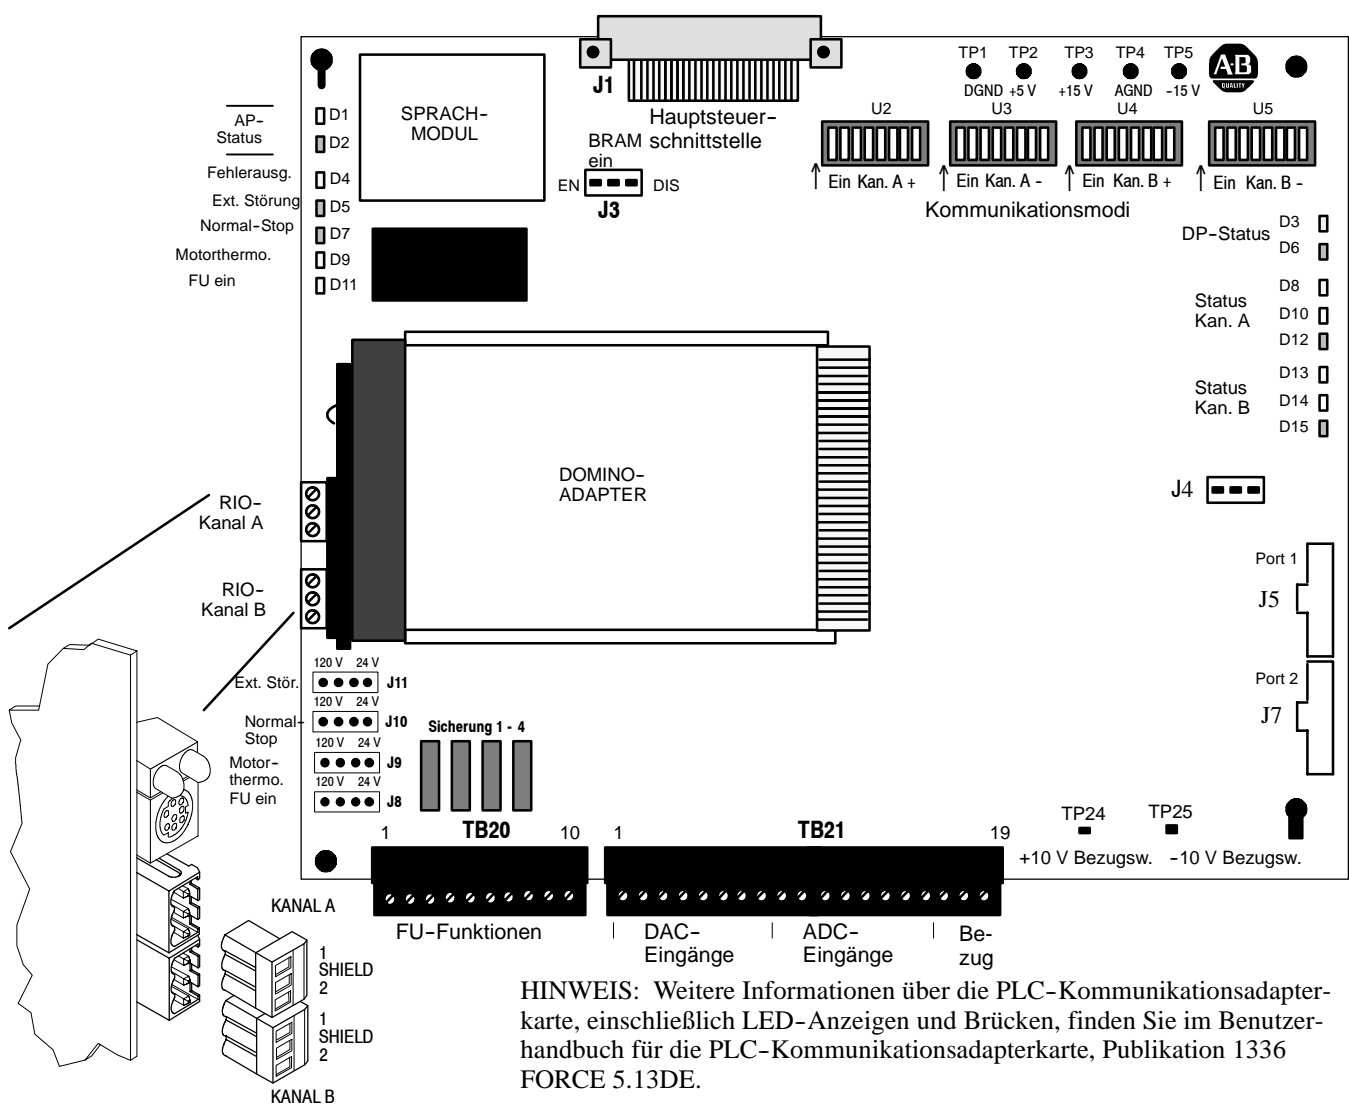 TP1 TP2 TP3 TP4 TP5
A-B
QUALITY
DGND +5 V +15 V AGND -15 V
J1
Hauptsteuer-
schnittstelle
U2 U3 U4 U5
Ein Kan. A + Ein Kan. A - Ein Kan. B + Ein Kan. B -
Kommunikationsmodi
SPRACH-
MODUL
BRAM
ein
EN DIS
J3
AP-
Status
D1
D2
Fehlerausg. D4
Ext. Störung D5
Normal-Stop D7
Motorthermo. D9
FU ein D11
DP-Status
D3
D6
Status
Kan. A
D8
D10
D12
Status
Kan. B
D13
D14
D15
DOMINO-
ADAPTER
J4
RIO-
Kanal A
RIO-
Kanal B
Port 1
J5
Port 2
J7
120 V 24 V
Ext. Stör. J11
120 V 24 V
Normal-
Stop
J10
120 V 24 V
Motor-
thermo.
J9
120 V 24 V
FU ein J8
Sicherung 1 - 4
1 TB20 10
1 TB21 19
TP24 TP25
+10 V Bezugsw. -10 V Bezugsw.
FU-Funktionen
DAC-
Eingänge
ADC-
Eingänge
Be-
zug
KANAL A
1
SHIELD
2
1
SHIELD
2
KANAL B
HINWEIS: Weitere Informationen über die PLC-Kommunikationsadapter-
karte, einschließlich LED-Anzeigen und Brücken, finden Sie im Benutzer-
handbuch für die PLC-Kommunikationsadapterkarte, Publikation 1336
FORCE 5.13DE.